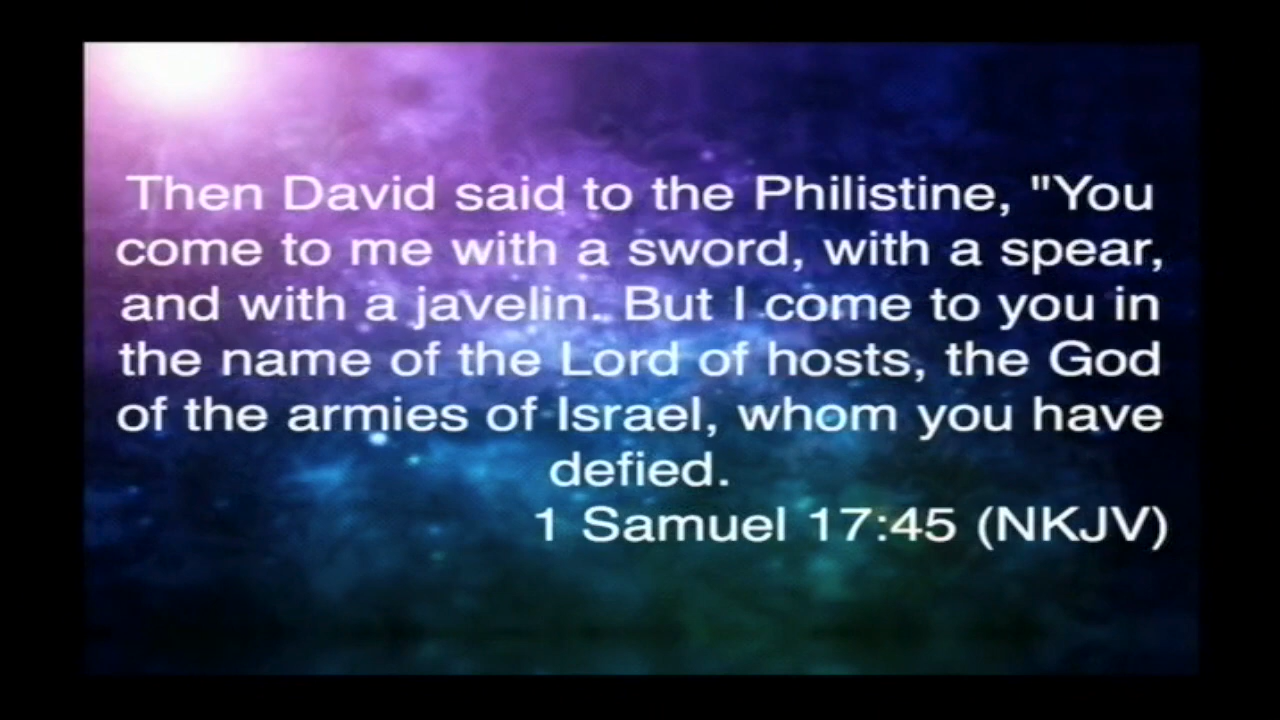 Then David said to the Philistine, "You
come to me with a sword, with a spear,
and with a javelin. But I come to you in
the name of the Lord of hosts, the God
of the armies of Israel, whom you have
defied.
1 Samuel 17:45 (NKJV)